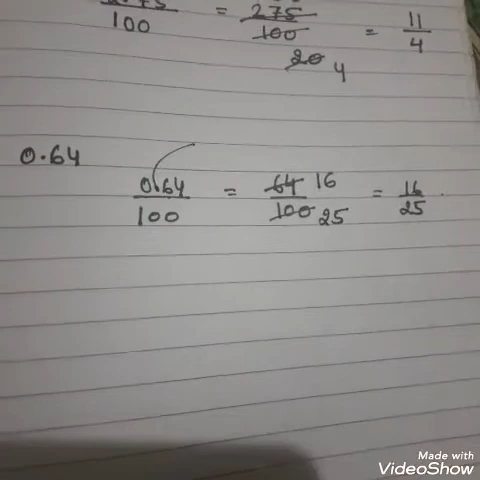 100 = 275/100 20 4 = 11/4
0.64
0.64/100 = 64/100 16 25 = 16/25.
Made with
VideoShow